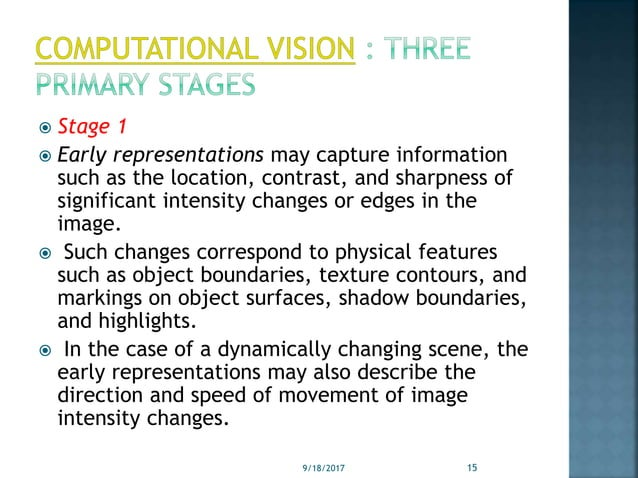 COMPUTATIONAL VISION : THREE
PRIMARY STAGES
Stage 1
Early representations may capture information
such as the location, contrast, and sharpness of
significant intensity changes or edges in the
image.
Such changes correspond to physical features
such as object boundaries, texture contours, and
markings on object surfaces, shadow boundaries,
and highlights.
In the case of a dynamically changing scene, the
early representations may also describe the
direction and speed of movement of image
intensity changes.
9/18/2017 15